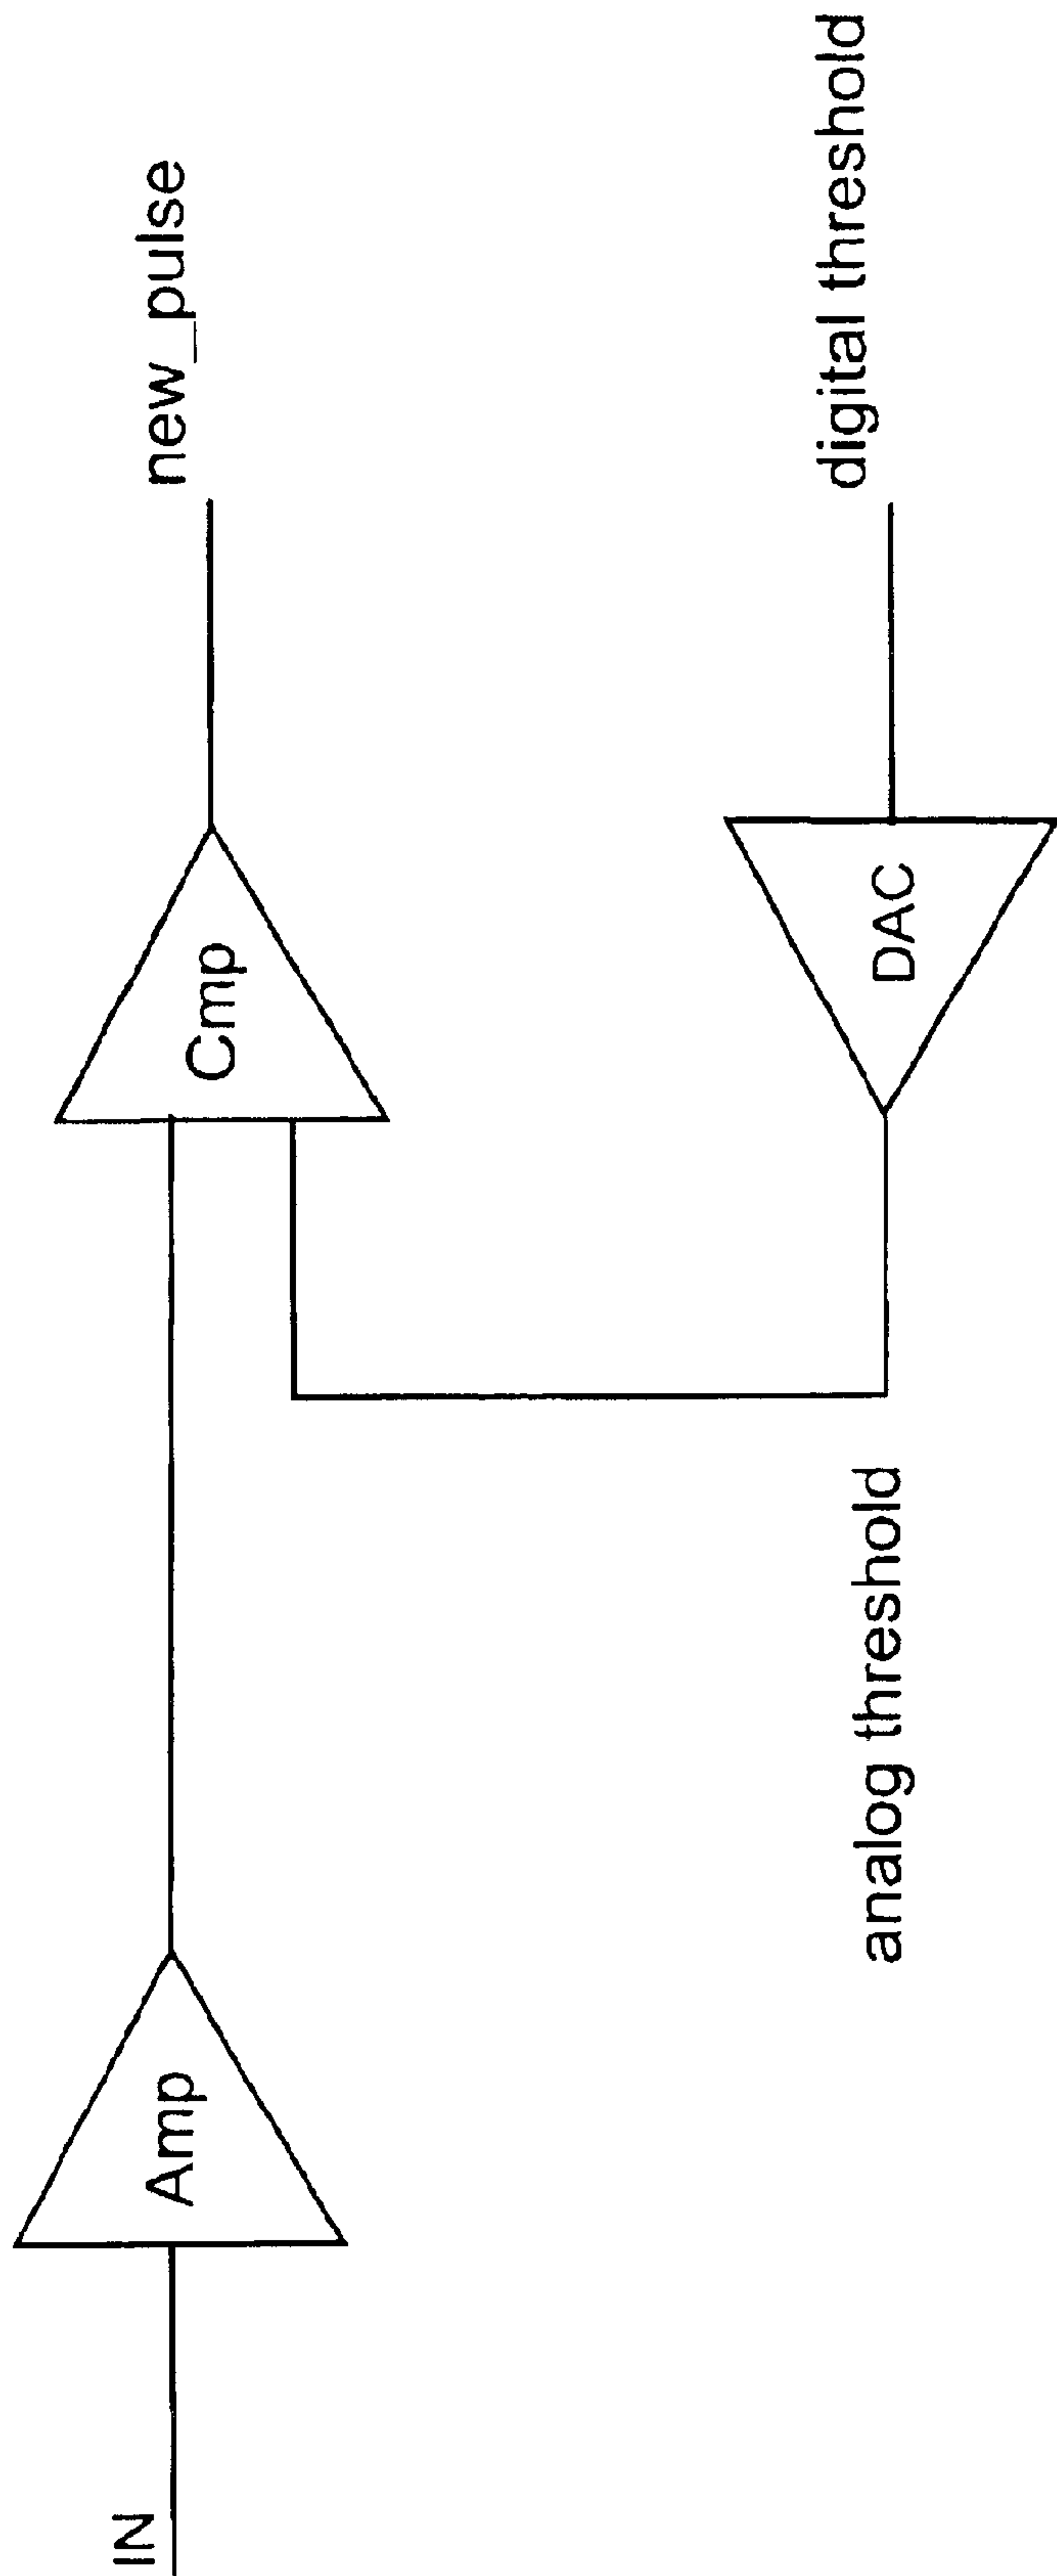 IN
Amp
Cmp
new_pulse
analog threshold
DAC
digital threshold